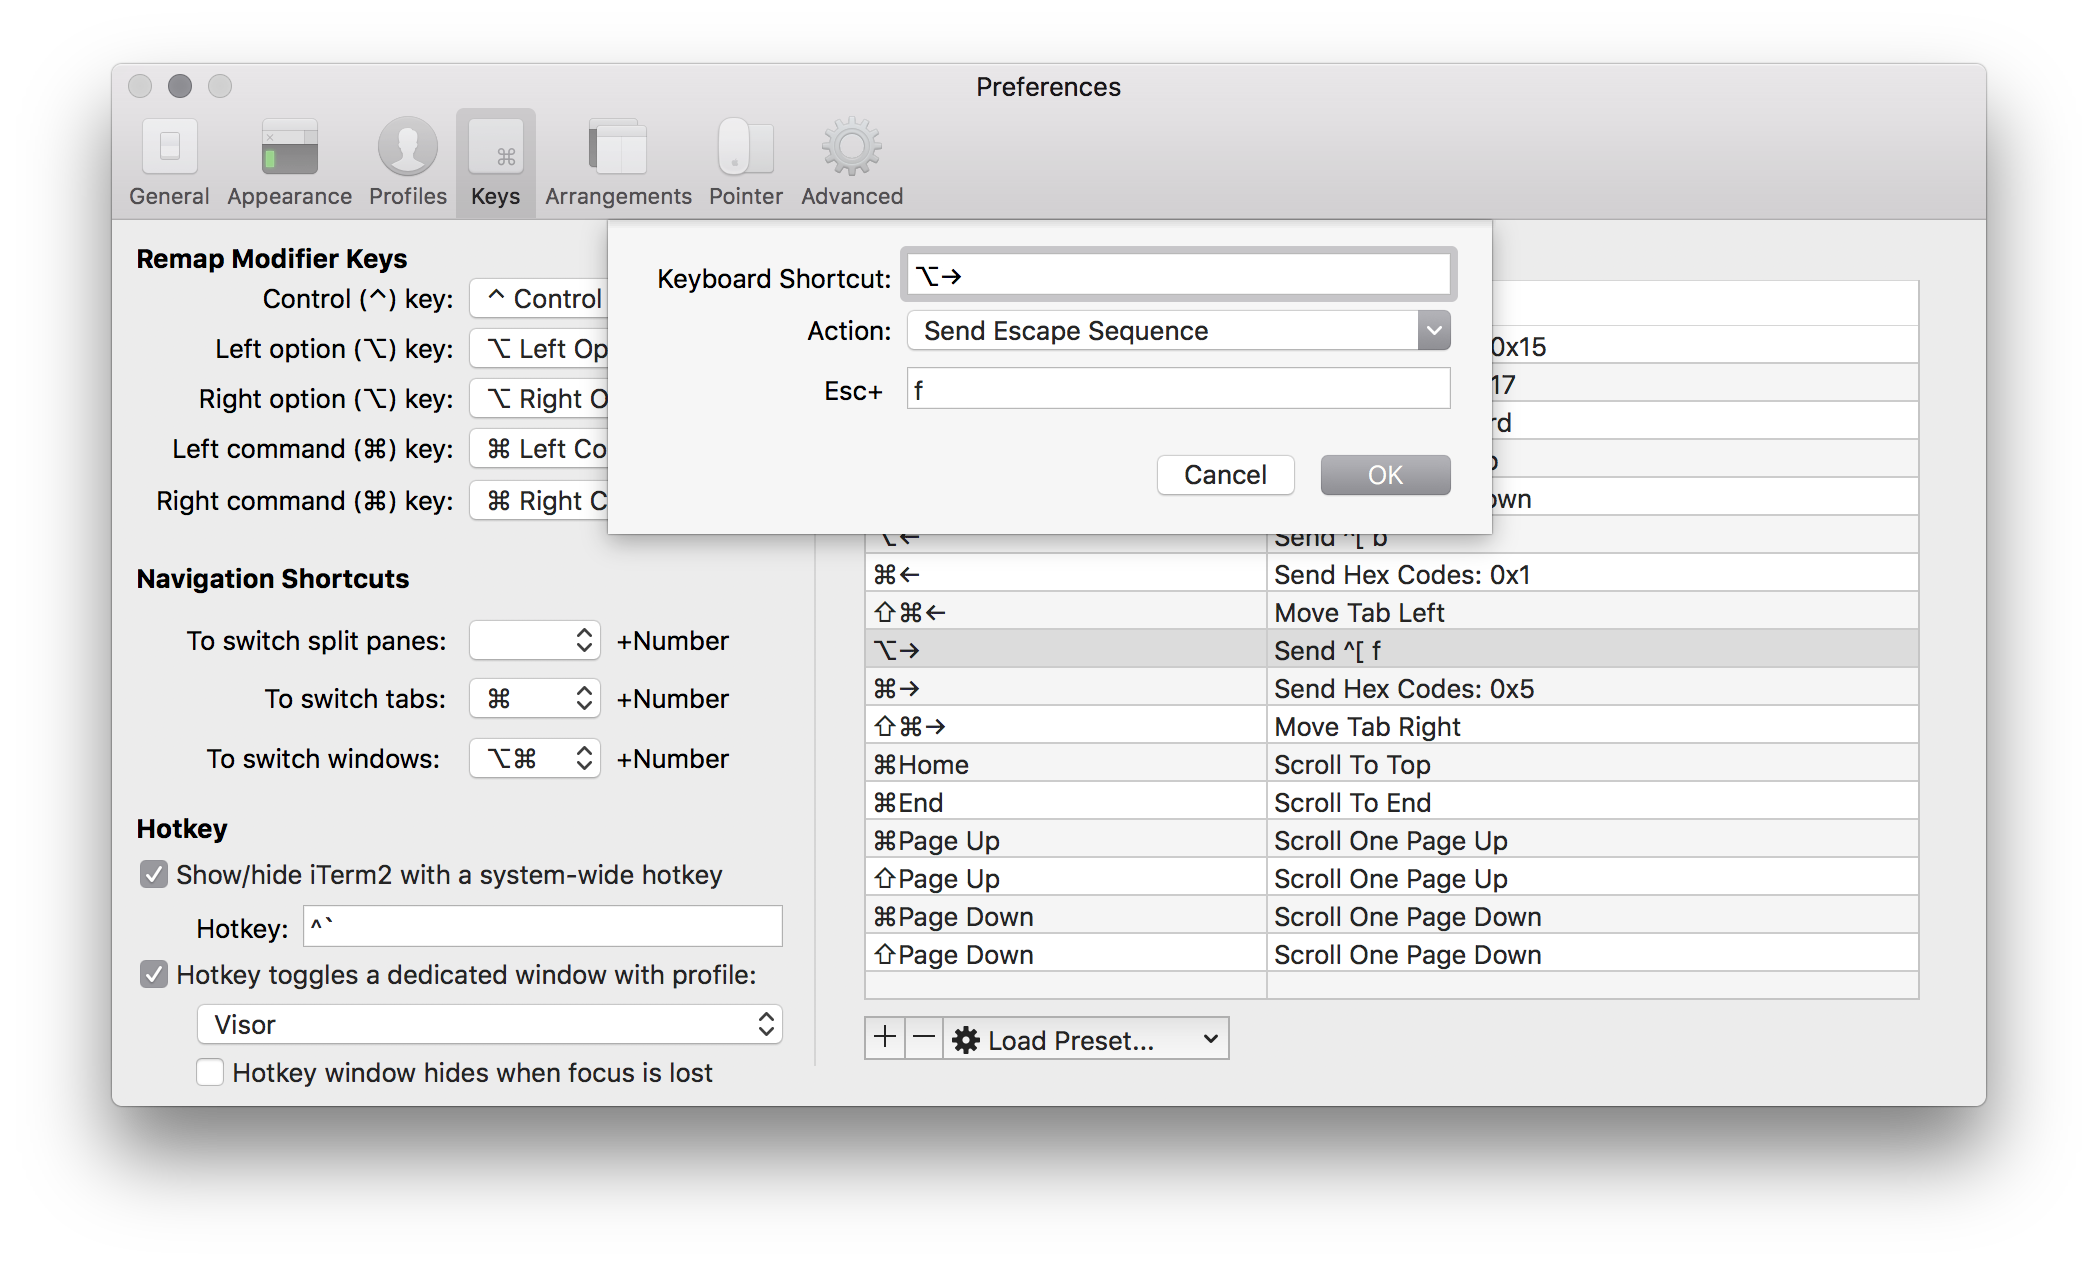 Preferences
General Appearance Profiles Keys Arrangements Pointer Advanced
Remap Modifier Keys
Control (^) key: ^ Control
Left option (⌥) key: ⌥ Left Op
Right option (⌥) key: ⌥ Right O
Left command (⌘) key: ⌘ Left Co
Right command (⌘) key: ⌘ Right C
Navigation Shortcuts
To switch split panes: +Number
To switch tabs: ⌘ +Number
To switch windows: ⌥⌘ +Number
Hotkey
Show/hide iTerm2 with a system-wide hotkey
Hotkey: ^`
Hotkey toggles a dedicated window with profile:
Visor
Hotkey window hides when focus is lost
Keyboard Shortcut: ⌥→
Action: Send Escape Sequence
Esc+ f
Cancel OK
0x15
17
rd
own
⌥← Send ^[ b
⌘← Send Hex Codes: 0x1
⇧⌘← Move Tab Left
⌥→ Send ^[ f
⌘→ Send Hex Codes: 0x5
⇧⌘→ Move Tab Right
⌘Home Scroll To Top
⌘End Scroll To End
⌘Page Up Scroll One Page Up
⇧Page Up Scroll One Page Up
⌘Page Down Scroll One Page Down
⇧Page Down Scroll One Page Down
+ − Load Preset...